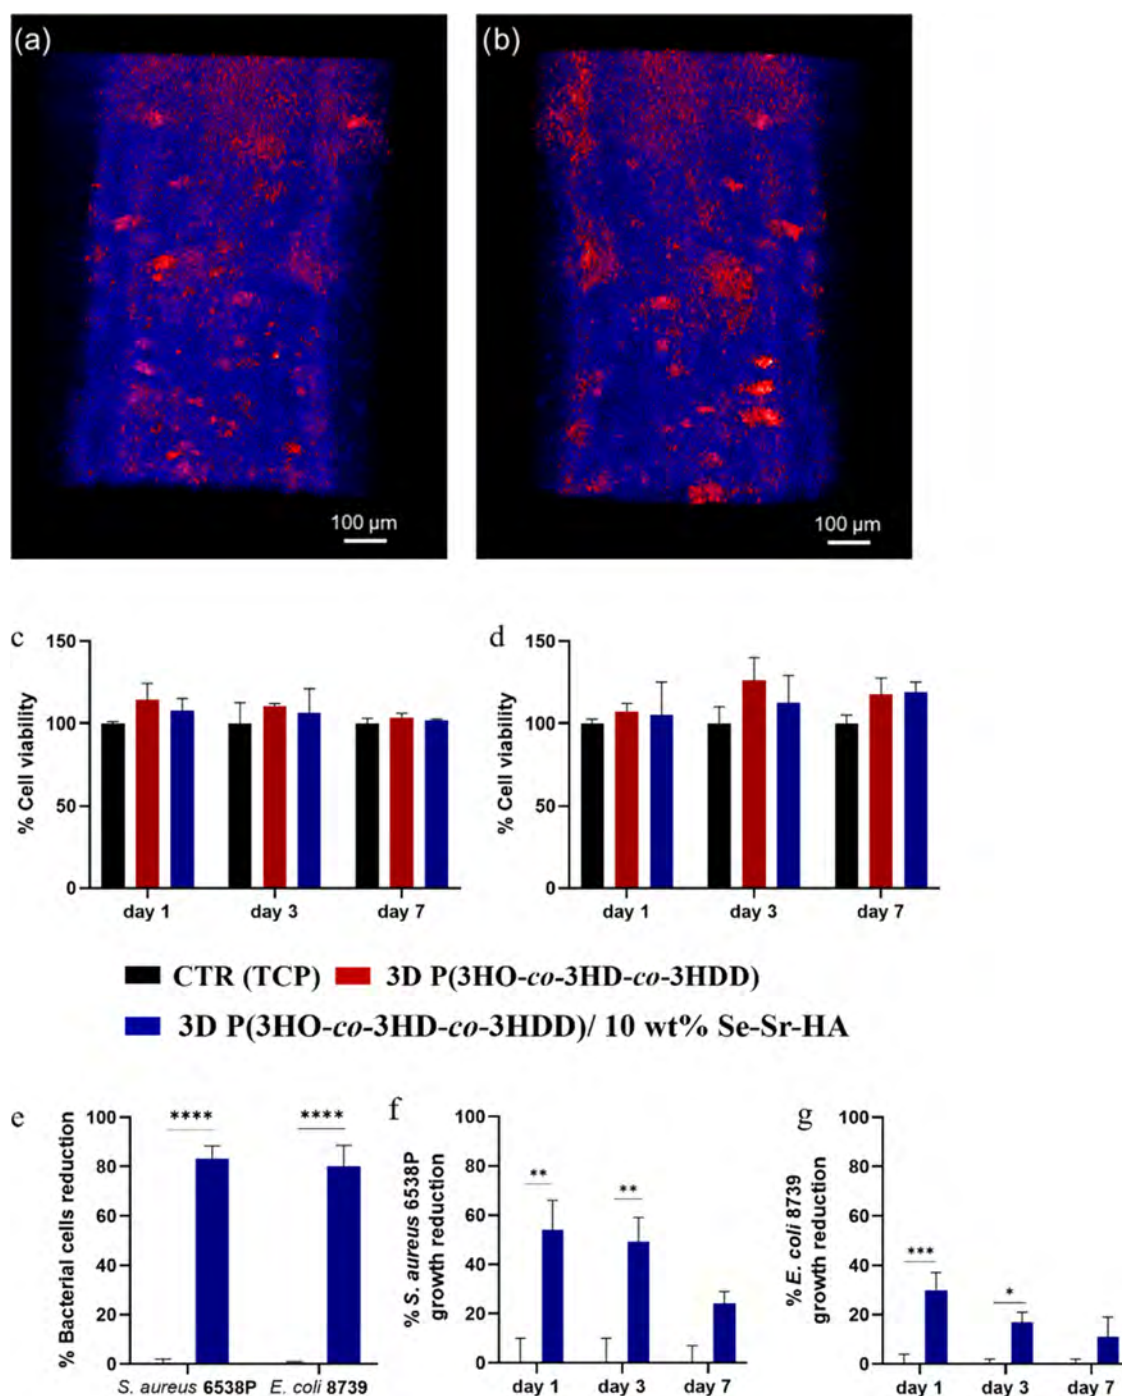 (a)
(b)
100 µm
100 µm
c
% Cell viability
150
100
50
0
day 1 day 3 day 7
d
% Cell viability
150
100
50
0
day 1 day 3 day 7
CTR (TCP) 3D P(3HO-co-3HD-co-3HDD)
3D P(3HO-co-3HD-co-3HDD)/ 10 wt% Se-Sr-HA
e
% Bacterial cells reduction
100
80
60
40
20
0
****
****
S. aureus 6538P E. coli 8739
f
% S. aureus 6538P
growth reduction
100
80
60
40
20
0
**
**
day 1 day 3 day 7
g
% E. coli 8739
growth reduction
100
80
60
40
20
0
***
*
day 1 day 3 day 7